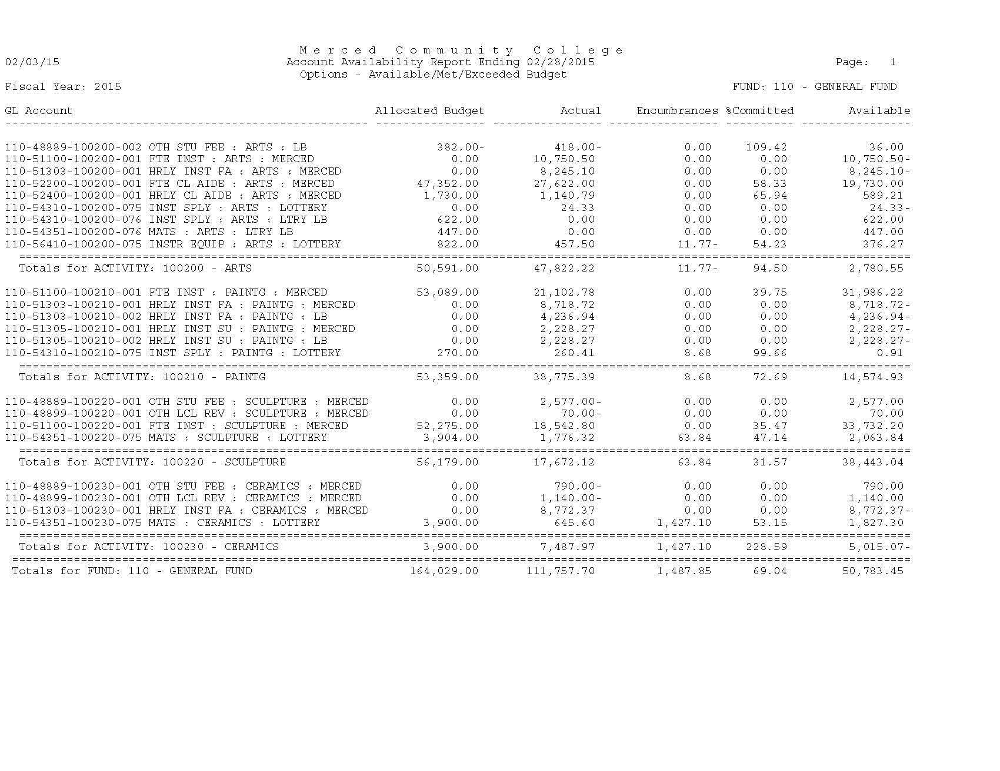 M e r c e d   C o m m u n i t y   C o l l e g e
02/03/15 Account Availability Report Ending 02/28/2015 Page: 1
Options - Available/Met/Exceeded Budget
Fiscal Year: 2015 FUND: 110 - GENERAL FUND
GL Account Allocated Budget Actual Encumbrances %Committed Available
----------------------------------------------------- ---------------- ---------------- ---------------- ---------- ----------------
110-48889-100200-002 OTH STU FEE : ARTS : LB 382.00- 418.00- 0.00 109.42 36.00
110-51100-100200-001 FTE INST : ARTS : MERCED 0.00 10,750.50 0.00 0.00 10,750.50-
110-51303-100200-001 HRLY INST FA : ARTS : MERCED 0.00 8,245.10 0.00 0.00 8,245.10-
110-52200-100200-001 FTE CL AIDE : ARTS : MERCED 47,352.00 27,622.00 0.00 58.33 19,730.00
110-52400-100200-001 HRLY CL AIDE : ARTS : MERCED 1,730.00 1,140.79 0.00 65.94 589.21
110-54310-100200-075 INST SPLY : ARTS : LOTTERY 0.00 24.33 0.00 0.00 24.33-
110-54310-100200-076 INST SPLY : ARTS : LTRY LB 622.00 0.00 0.00 0.00 622.00
110-54351-100200-076 MATS : ARTS : LTRY LB 447.00 0.00 0.00 0.00 447.00
110-56410-100200-075 INSTR EQUIP : ARTS : LOTTERY 822.00 457.50 11.77- 54.23 376.27
==================================================================================================================================
Totals for ACTIVITY: 100200 - ARTS 50,591.00 47,822.22 11.77- 94.50 2,780.55
110-51100-100210-001 FTE INST : PAINTG : MERCED 53,089.00 21,102.78 0.00 39.75 31,986.22
110-51303-100210-001 HRLY INST FA : PAINTG : MERCED 0.00 8,718.72 0.00 0.00 8,718.72-
110-51303-100210-002 HRLY INST FA : PAINTG : LB 0.00 4,236.94 0.00 0.00 4,236.94-
110-51305-100210-001 HRLY INST SU : PAINTG : MERCED 0.00 2,228.27 0.00 0.00 2,228.27-
110-51305-100210-002 HRLY INST SU : PAINTG : LB 0.00 2,228.27 0.00 0.00 2,228.27-
110-54310-100210-075 INST SPLY : PAINTG : LOTTERY 270.00 260.41 8.68 99.66 0.91
==================================================================================================================================
Totals for ACTIVITY: 100210 - PAINTG 53,359.00 38,775.39 8.68 72.69 14,574.93
110-48889-100220-001 OTH STU FEE : SCULPTURE : MERCED 0.00 2,577.00- 0.00 0.00 2,577.00
110-48899-100220-001 OTH LCL REV : SCULPTURE : MERCED 0.00 70.00- 0.00 0.00 70.00
110-51100-100220-001 FTE INST : SCULPTURE : MERCED 52,275.00 18,542.80 0.00 35.47 33,732.20
110-54351-100220-075 MATS : SCULPTURE : LOTTERY 3,904.00 1,776.32 63.84 47.14 2,063.84
==================================================================================================================================
Totals for ACTIVITY: 100220 - SCULPTURE 56,179.00 17,672.12 63.84 31.57 38,443.04
110-48889-100230-001 OTH STU FEE : CERAMICS : MERCED 0.00 790.00- 0.00 0.00 790.00
110-48899-100230-001 OTH LCL REV : CERAMICS : MERCED 0.00 1,140.00- 0.00 0.00 1,140.00
110-51303-100230-001 HRLY INST FA : CERAMICS : MERCED 0.00 8,772.37 0.00 0.00 8,772.37-
110-54351-100230-075 MATS : CERAMICS : LOTTERY 3,900.00 645.60 1,427.10 53.15 1,827.30
==================================================================================================================================
Totals for ACTIVITY: 100230 - CERAMICS 3,900.00 7,487.97 1,427.10 228.59 5,015.07-
===================================================================================================================================
Totals for FUND: 110 - GENERAL FUND 164,029.00 111,757.70 1,487.85 69.04 50,783.45